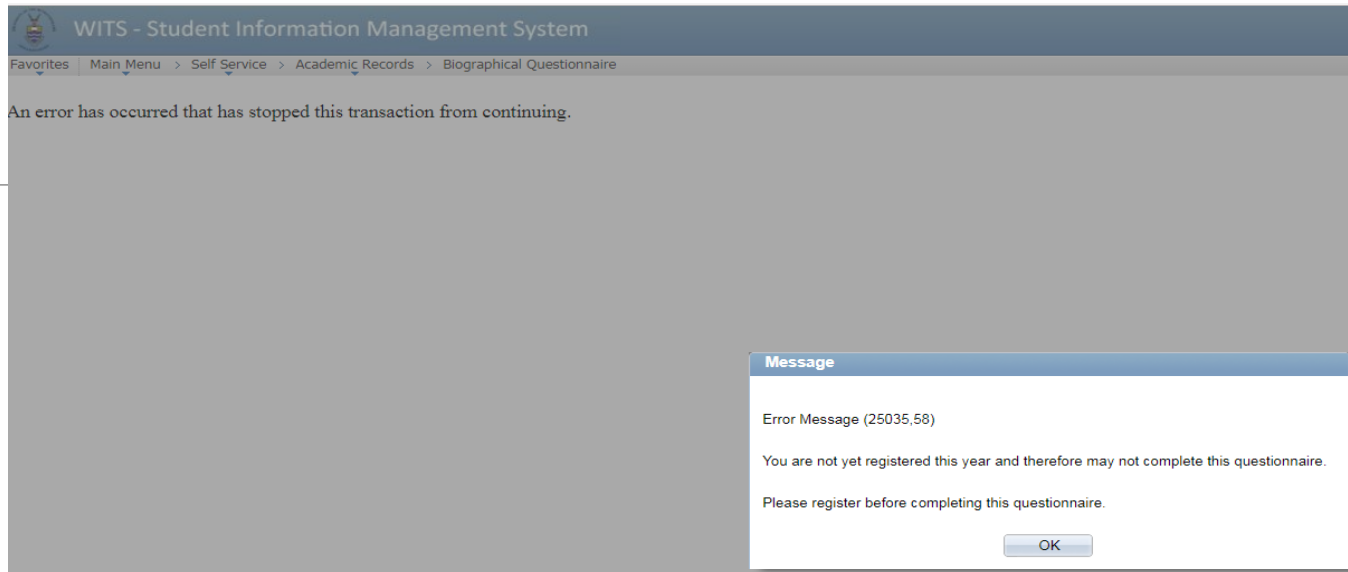 WITS - Student Information Management System
Favorites Main Menu > Self Service > Academic Records > Biographical Questionnaire
An error has occurred that has stopped this transaction from continuing.
Message
Error Message (25035,58)
You are not yet registered this year and therefore may not complete this questionnaire.
Please register before completing this questionnaire.
OK